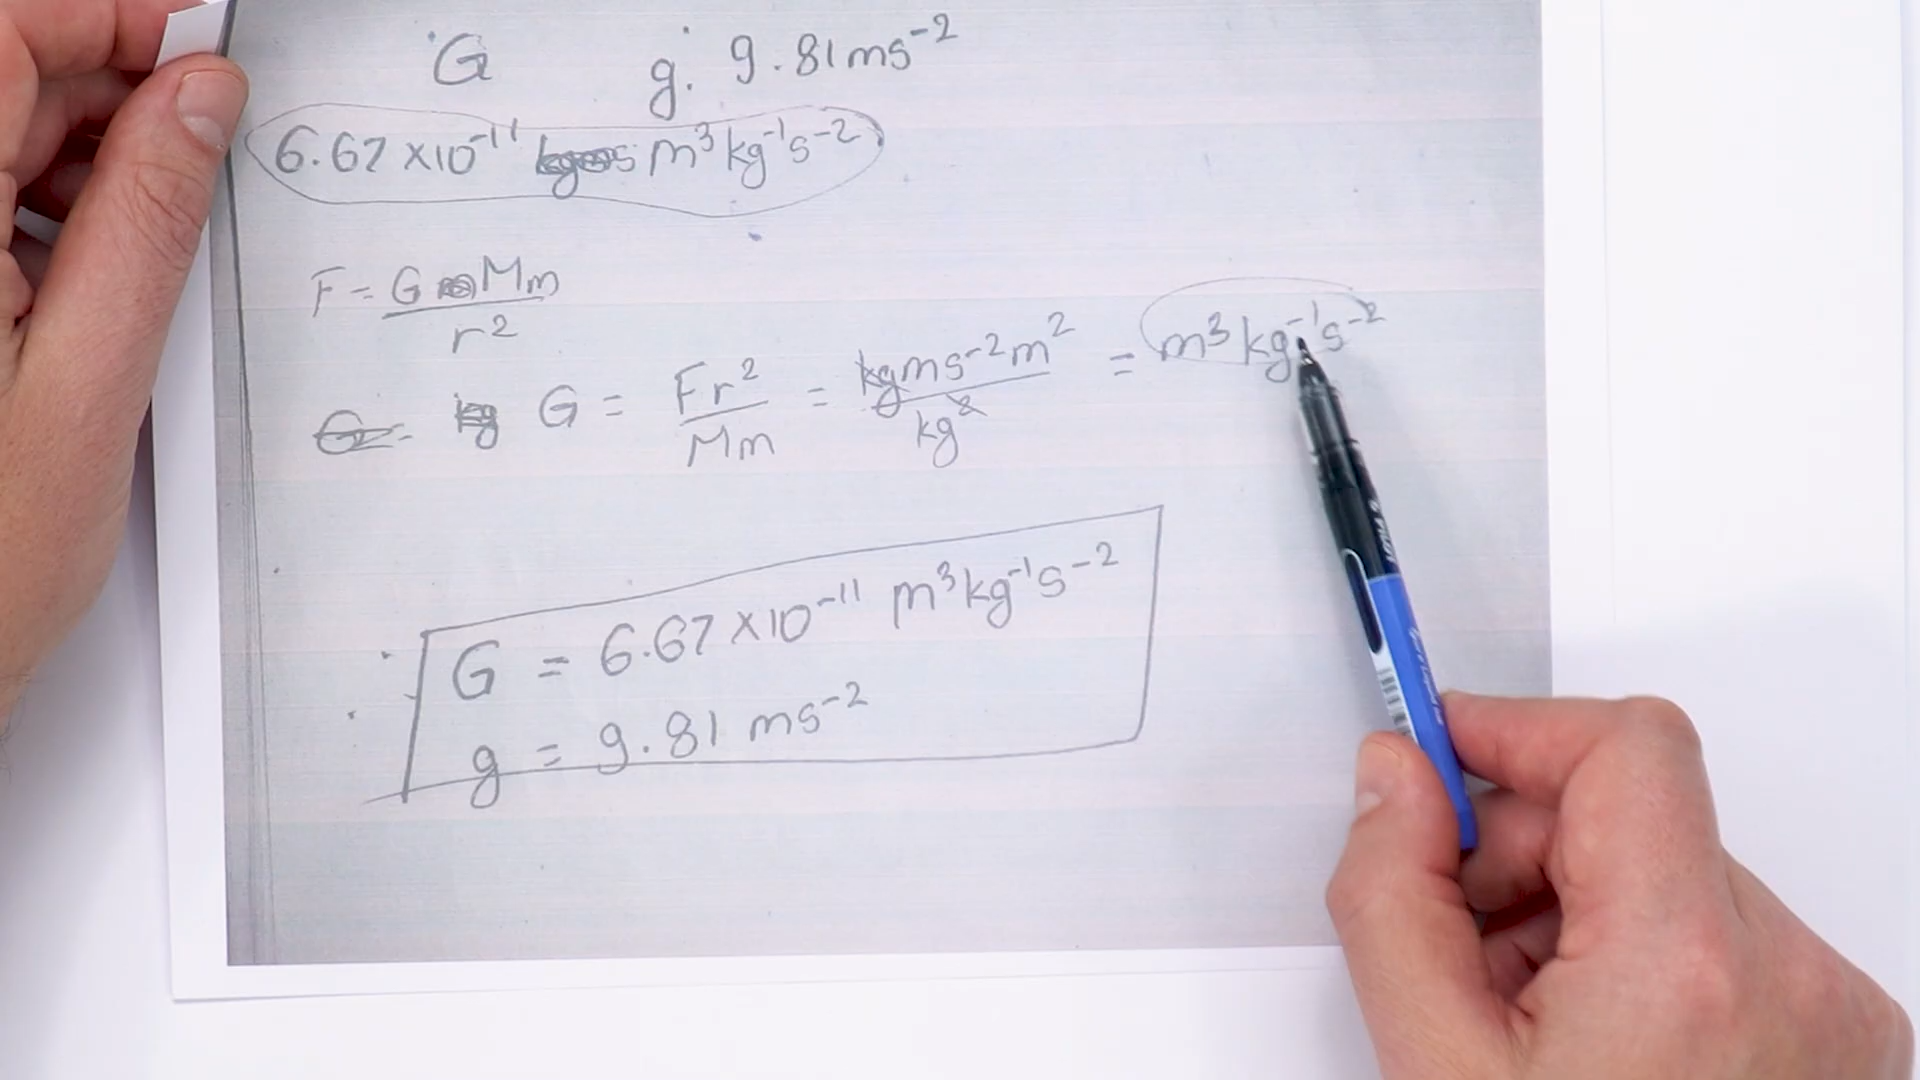 G g: 9.81ms⁻²
6.67 ×10⁻¹¹ m³kg⁻¹s⁻²
F = GMm / r²
G = Fr² / Mm = kgms⁻²m² / kg² = m³kg⁻¹s⁻²
G = 6.67 ×10⁻¹¹ m³kg⁻¹s⁻²
g = 9.81 ms⁻²